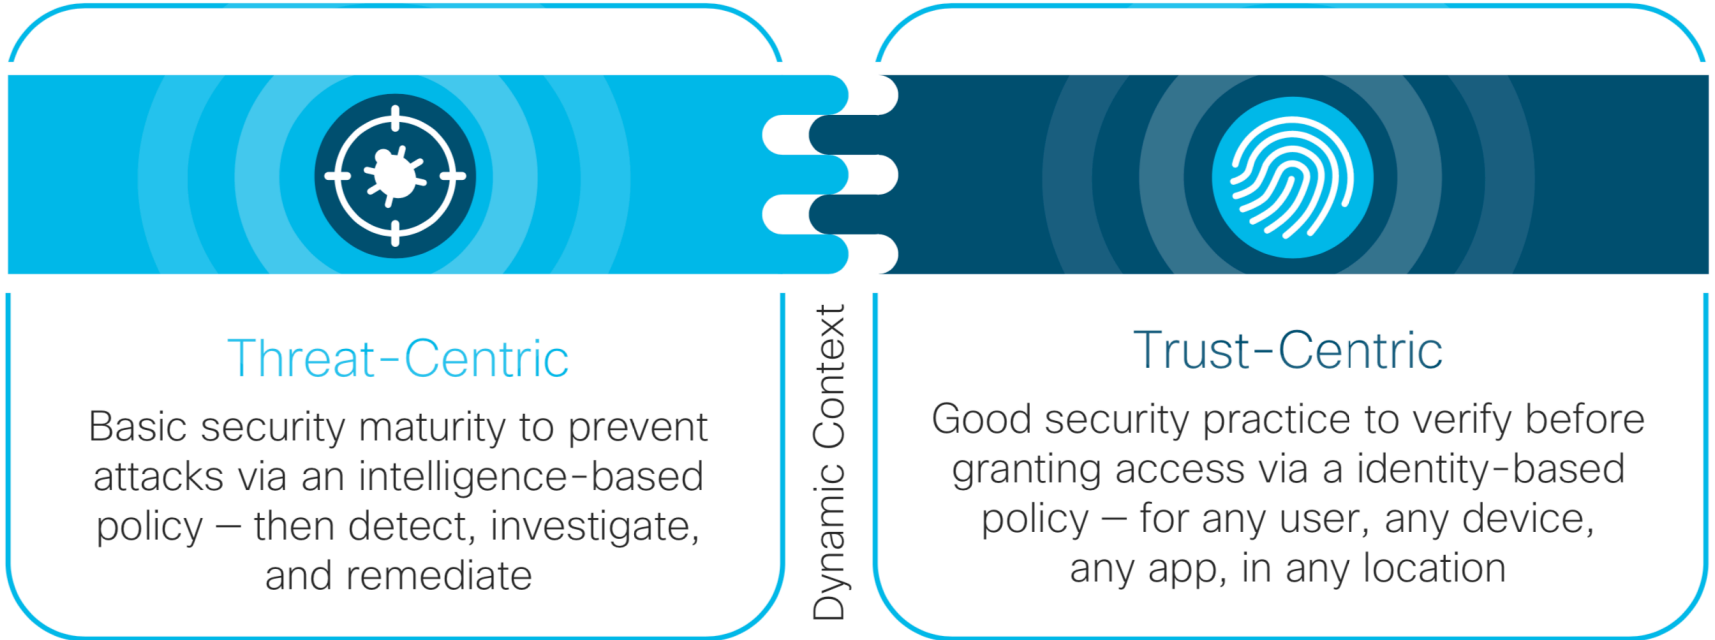 Threat-Centric
Basic security maturity to prevent
attacks via an intelligence-based
policy – then detect, investigate,
and remediate
Dynamic Context
Trust-Centric
Good security practice to verify before
granting access via a identity-based
policy – for any user, any device,
any app, in any location